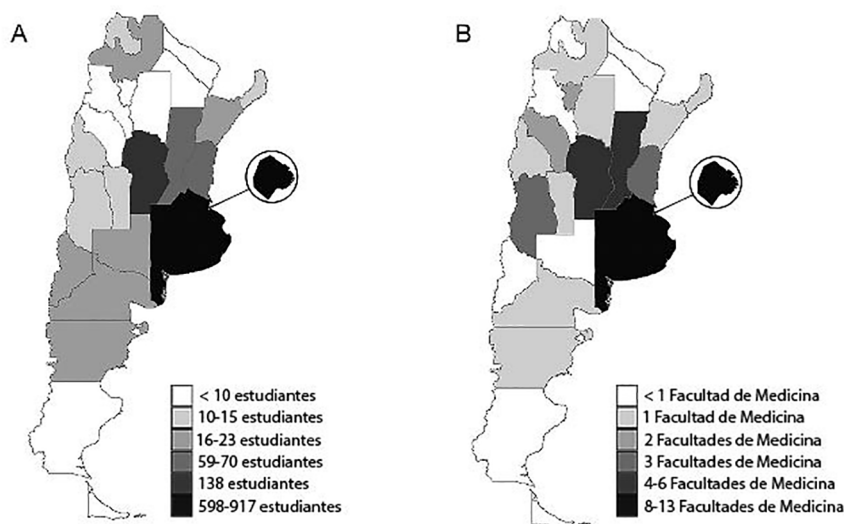 A
B
< 10 estudiantes
10-15 estudiantes
16-23 estudiantes
59-70 estudiantes
138 estudiantes
598-917 estudiantes
< 1 Facultad de Medicina
1 Facultad de Medicina
2 Facultades de Medicina
3 Facultades de Medicina
4-6 Facultades de Medicina
8-13 Facultades de Medicina